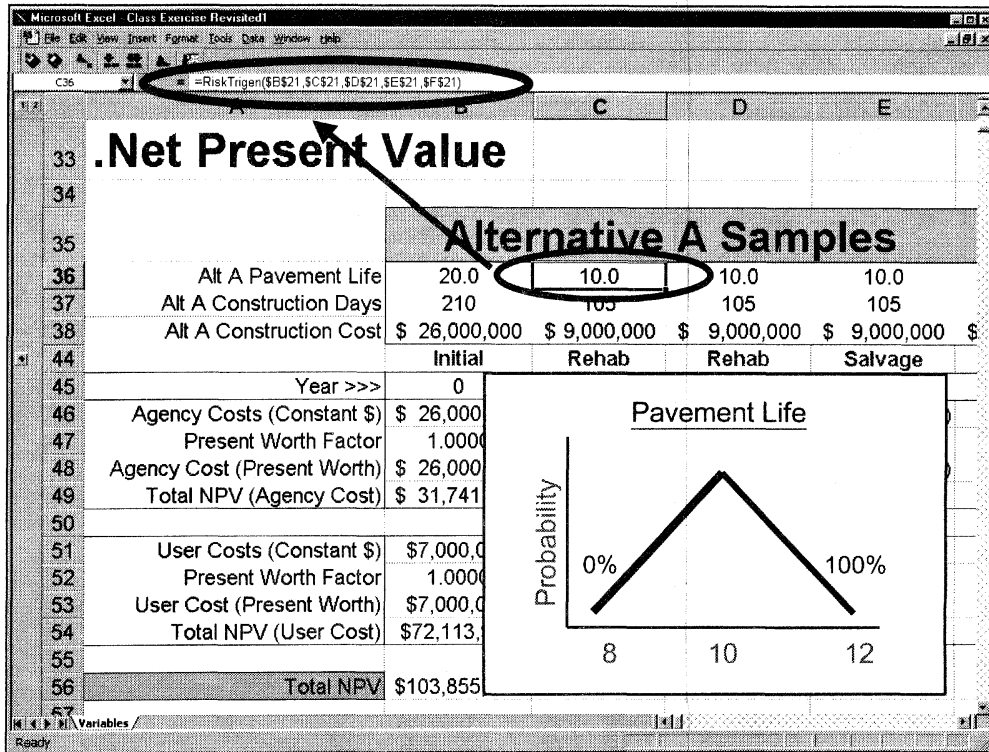 Microsoft Excel - Class Exercise Revisited1
File Edit View Insert Format Tools Data Window Help
C36 = =RiskTrigen($B$21,$C$21,$D$21,$E$21,$F$21)
1 2 A B C D E
33 .Net Present Value
34
35 Alternative A Samples
36 Alt A Pavement Life 20.0 10.0 10.0 10.0
37 Alt A Construction Days 210 105 105 105
38 Alt A Construction Cost $ 26,000,000 $ 9,000,000 $ 9,000,000 $ 9,000,000 $
44 Initial Rehab Rehab Salvage
45 Year >>> 0
46 Agency Costs (Constant $) $ 26,000
47 Present Worth Factor 1.0000
48 Agency Cost (Present Worth) $ 26,000
49 Total NPV (Agency Cost) $ 31,741
50
51 User Costs (Constant $) $7,000,0
52 Present Worth Factor 1.0000
53 User Cost (Present Worth) $7,000,0
54 Total NPV (User Cost) $72,113,
55
56 Total NPV $103,855
57
Pavement Life
Probability
0% 100%
8 10 12
Variables
Ready